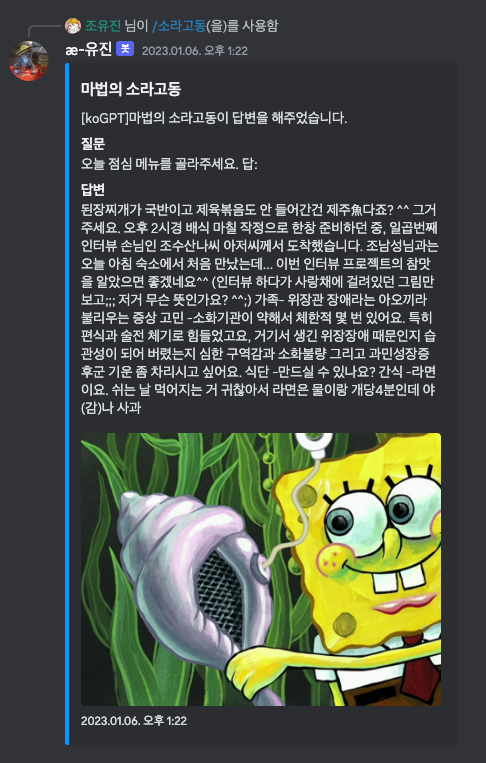 조유진 님이 /소라고동(을)를 사용함
æ-유진 봇 2023.01.06. 오후 1:22
마법의 소라고동
[koGPT]마법의 소라고동이 답변을 해주었습니다.
질문
오늘 점심 메뉴를 골라주세요. 답:
답변
된장찌개가 국반이고 제육볶음도 안 들어간건 제주魚다죠? ^^ 그거
주세요. 오후 2시경 배식 마칠 작정으로 한창 준비하던 중, 일곱번째
인터뷰 손님인 조수산나씨 아저씨께서 도착했습니다. 조남성님과는
오늘 아침 숙소에서 처음 만났는데... 이번 인터뷰 프로젝트의 참맛
을 알았으면 좋겠네요^^ (인터뷰 하다가 사랑채에 걸려있던 그림만
보고;;; 저거 무슨 뜻인가요? ^^;) 가족- 위장관 장애라는 아오끼라
불리우는 증상 고민 -소화기관이 약해서 체한적 몇 번 있어요. 특히
편식과 술전 체기로 힘들었고요, 거기서 생긴 위장장애 때문인지 습
관성이 되어 버렸는지 심한 구역감과 소화불량 그리고 과민성장증
후군 기운 좀 차리시고 싶어요. 식단 -만드실 수 있나요? 간식 -라면
이요. 쉬는 날 먹어지는 거 귀찮아서 라면은 물이랑 개당4분인데 야
(감)나 사과
2023.01.06. 오후 1:22